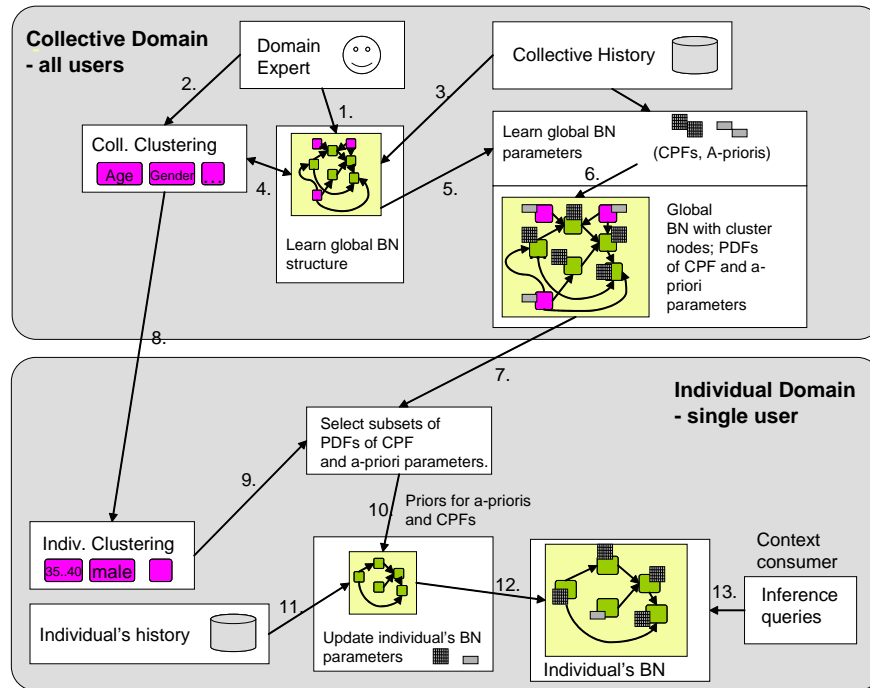 Collective Domain
- all users
Domain
Expert
Collective History
2.
3.
1.
Coll. Clustering
Age
Gender
...
4.
5.
Learn global BN
structure
Learn global BN
parameters
(CPFs, A-prioris)
6.
Global
BN with cluster
nodes; PDFs
of CPF and a-
priori
parameters
8.
7.
Individual Domain
- single user
Select subsets of
PDFs of CPF
and a-priori parameters.
9.
10.
Priors for a-prioris
and CPFs
Indiv. Clustering
35..40
male
Context
consumer
Inference
queries
11.
12.
13.
Individual's history
Update individual's BN
parameters
Individual's BN